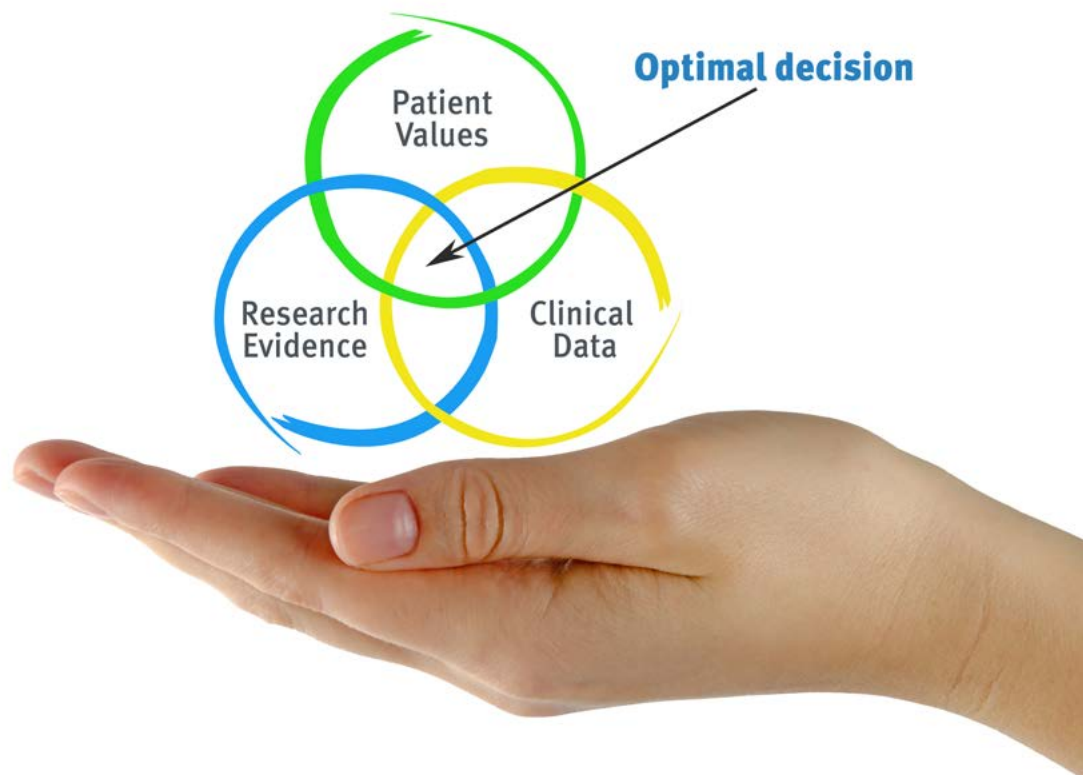 Optimal decision
Patient
Values
Research
Evidence
Clinical
Data